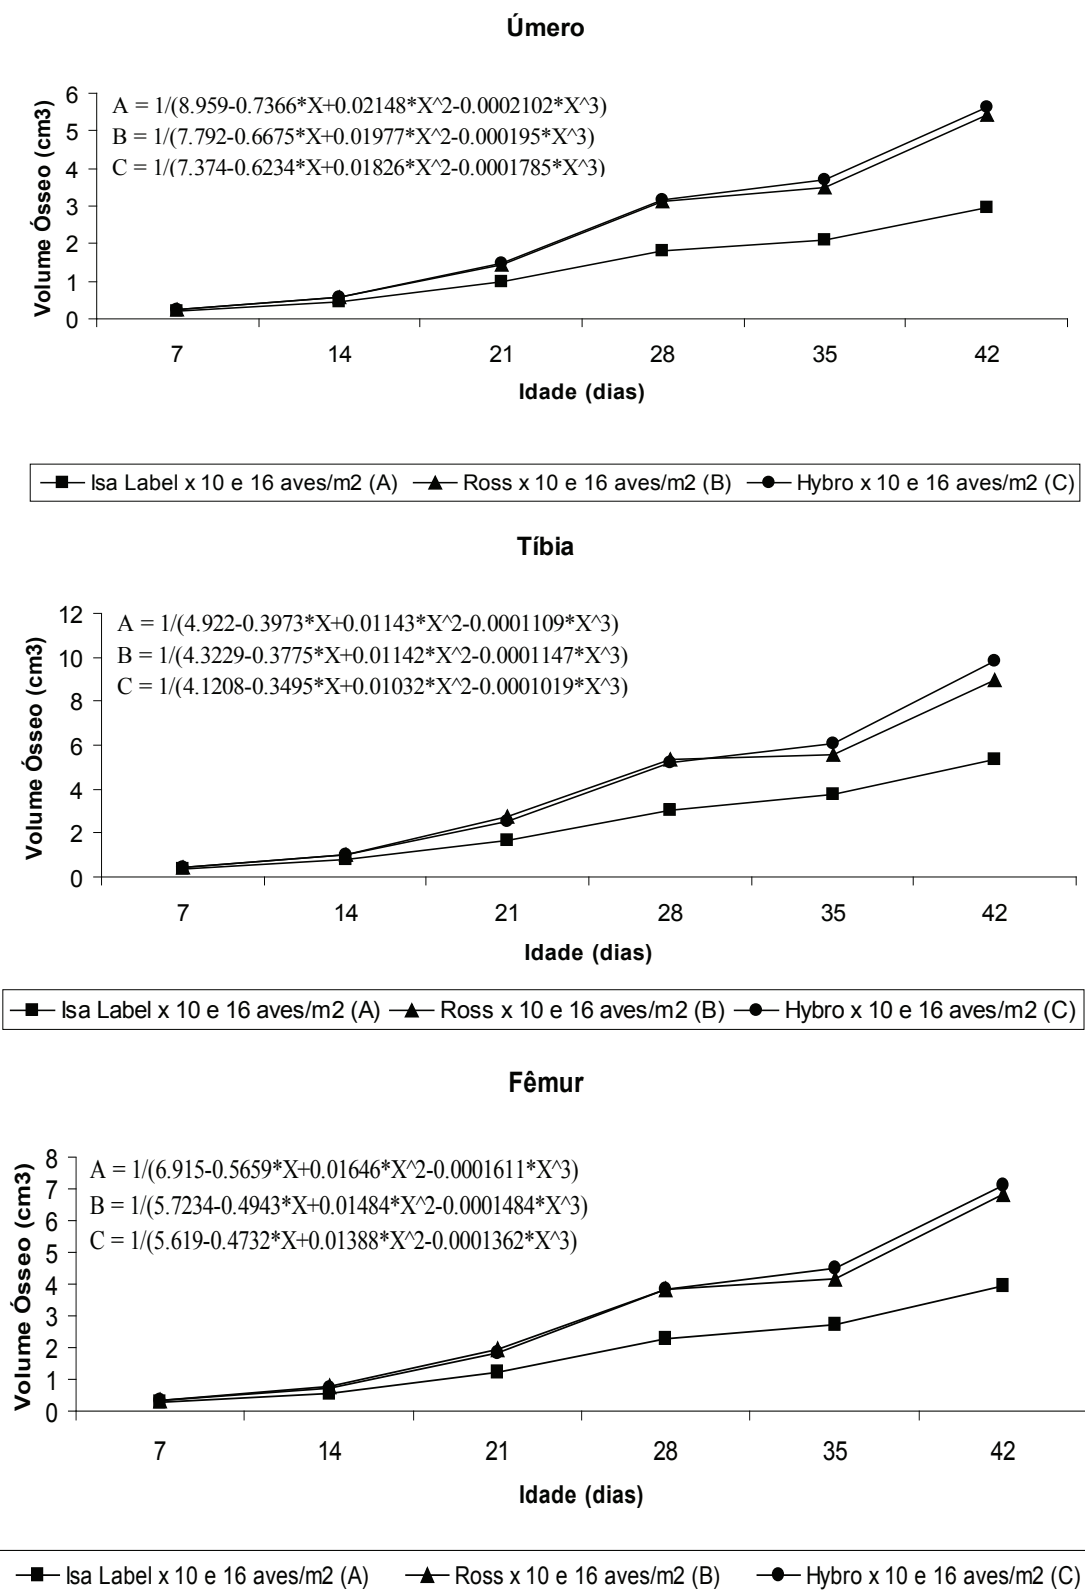 Úmero
Volume Ósseo (cm3)
6
5
4
3
2
1
0
A = 1/(8.959-0.7366*X+0.02148*X^2-0.0002102*X^3)
B = 1/(7.792-0.6675*X+0.01977*X^2-0.000195*X^3)
C = 1/(7.374-0.6234*X+0.01826*X^2-0.0001785*X^3)
7 14 21 28 35 42
Idade (dias)
Isa Label x 10 e 16 aves/m2 (A) Ross x 10 e 16 aves/m2 (B) Hybro x 10 e 16 aves/m2 (C)
Tíbia
Volume Ósseo (cm3)
12
10
8
6
4
2
0
A = 1/(4.922-0.3973*X+0.01143*X^2-0.0001109*X^3)
B = 1/(4.3229-0.3775*X+0.01142*X^2-0.0001147*X^3)
C = 1/(4.1208-0.3495*X+0.01032*X^2-0.0001019*X^3)
7 14 21 28 35 42
Idade (dias)
Isa Label x 10 e 16 aves/m2 (A) Ross x 10 e 16 aves/m2 (B) Hybro x 10 e 16 aves/m2 (C)
Fêmur
Volume Ósseo (cm3)
8
7
6
5
4
3
2
1
0
A = 1/(6.915-0.5659*X+0.01646*X^2-0.0001611*X^3)
B = 1/(5.7234-0.4943*X+0.01484*X^2-0.0001484*X^3)
C = 1/(5.619-0.4732*X+0.01388*X^2-0.0001362*X^3)
7 14 21 28 35 42
Idade (dias)
Isa Label x 10 e 16 aves/m2 (A) Ross x 10 e 16 aves/m2 (B) Hybro x 10 e 16 aves/m2 (C)